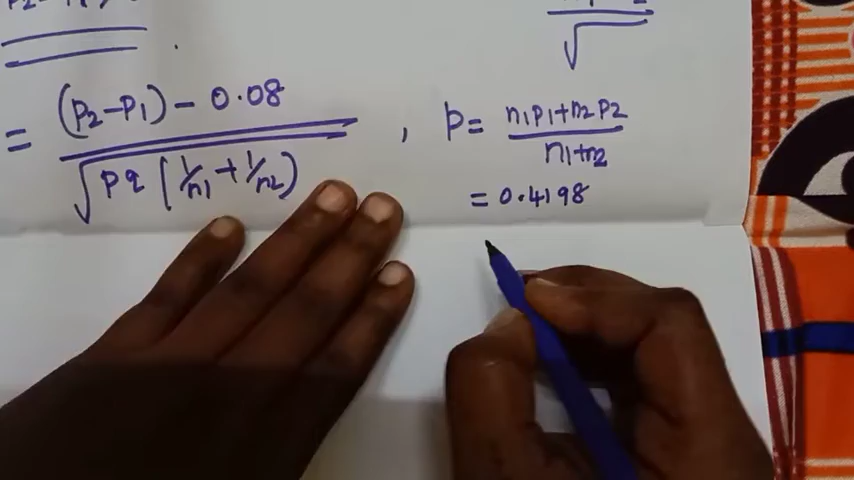 = (p2-p1) - 0.08 / √pq (1/n1 + 1/n2) , p = n1p1+n2p2 / n1+n2
= 0.4198